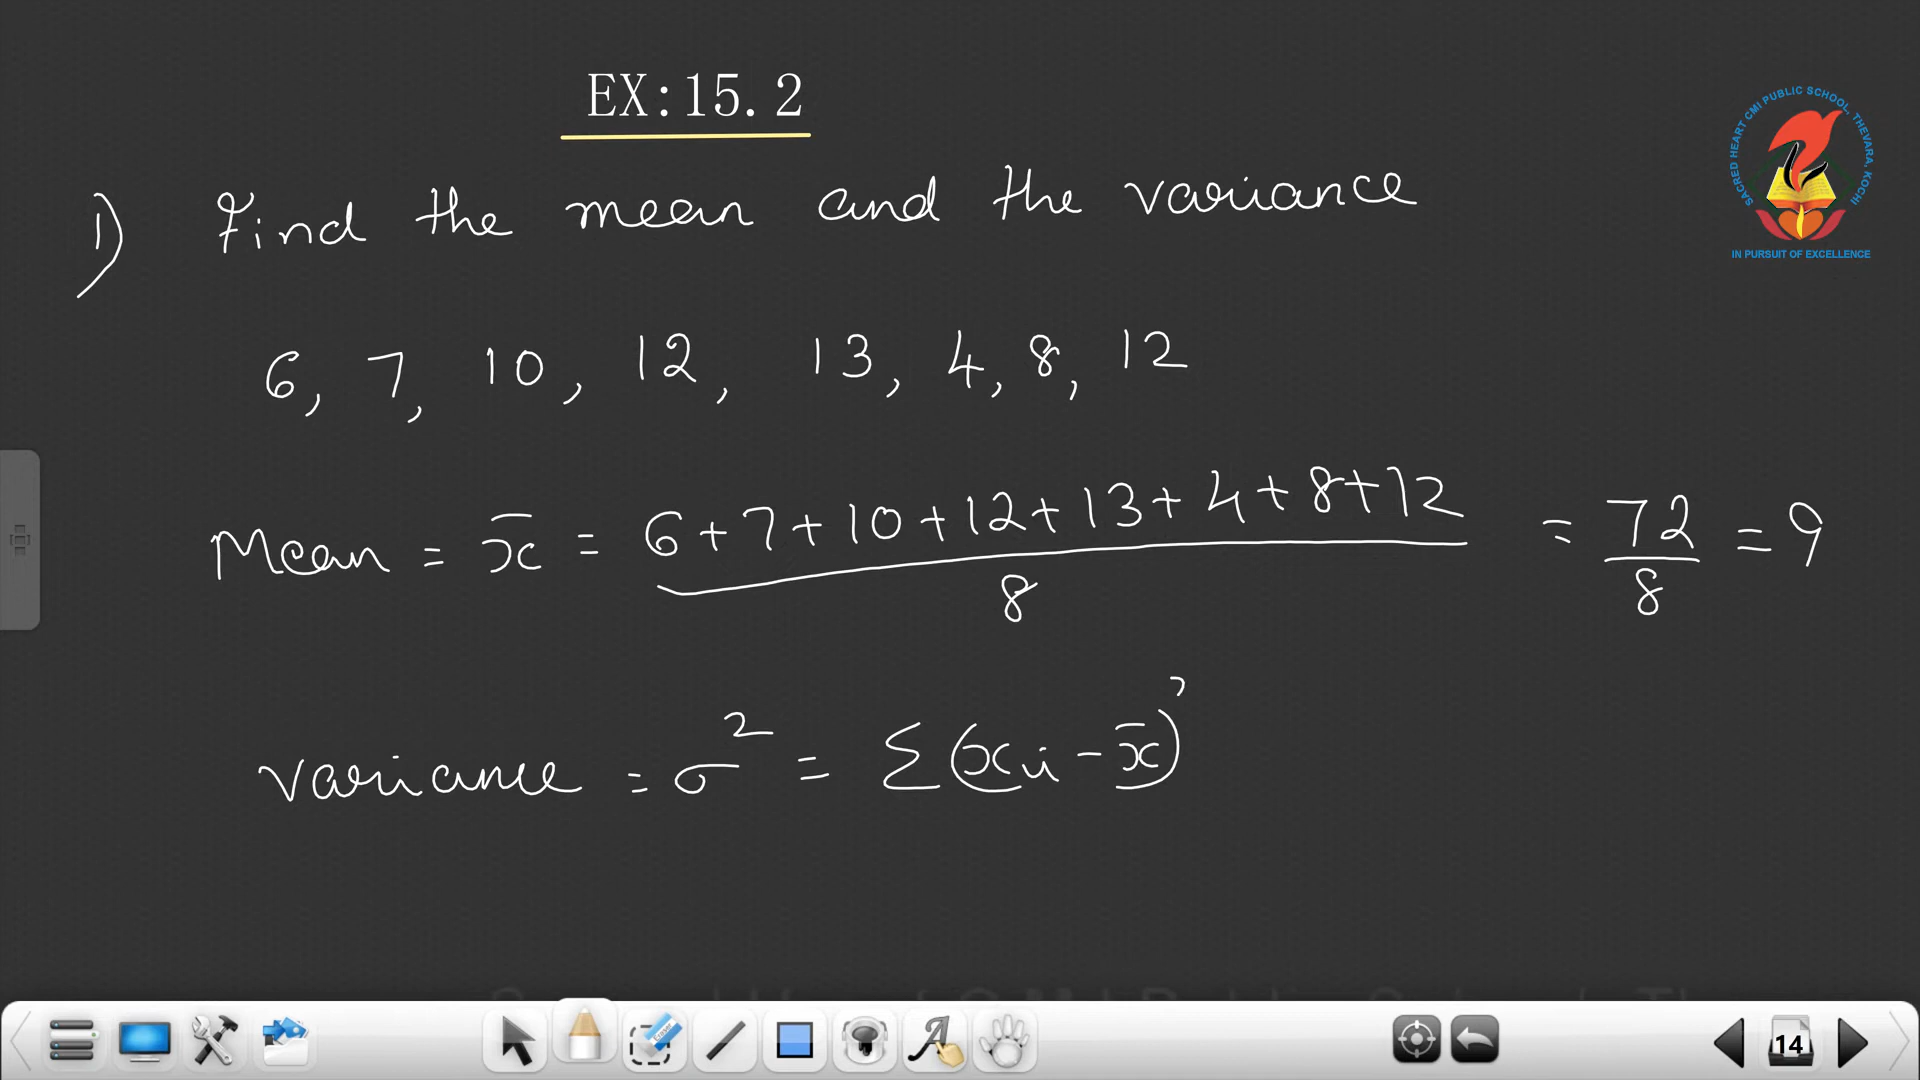 EX:15.2
SACRED HEART CMI PUBLIC SCHOOL, THEVARA, KOCHI
IN PURSUIT OF EXCELLENCE
1) Find the mean and the variance
6, 7, 10, 12, 13, 4, 8, 12
Mean = x̄ = (6+7+10+12+13+4+8+12)/8 = 72/8 = 9
variance = σ² = Σ(xi - x̄)
14